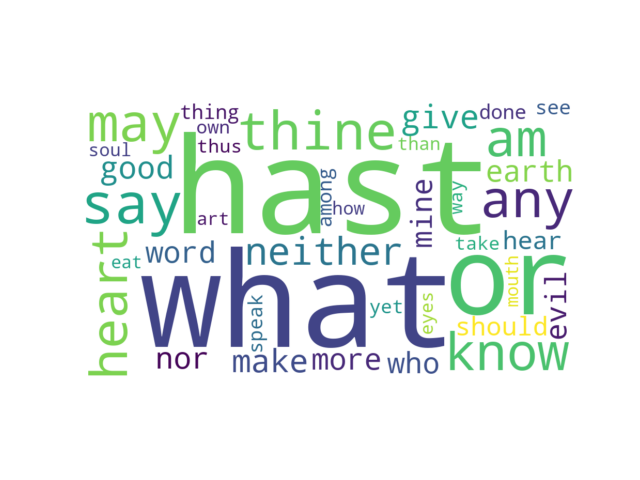 may
thing
own
thus
thine
give
than
done
see
am
soul
good
hast
earth
say
art
among
how
mine
way
any
heart
eat
word
neither
take
hear
what
or
speak
yet
eyes
mouth
should
evil
nor
make
more
who
know